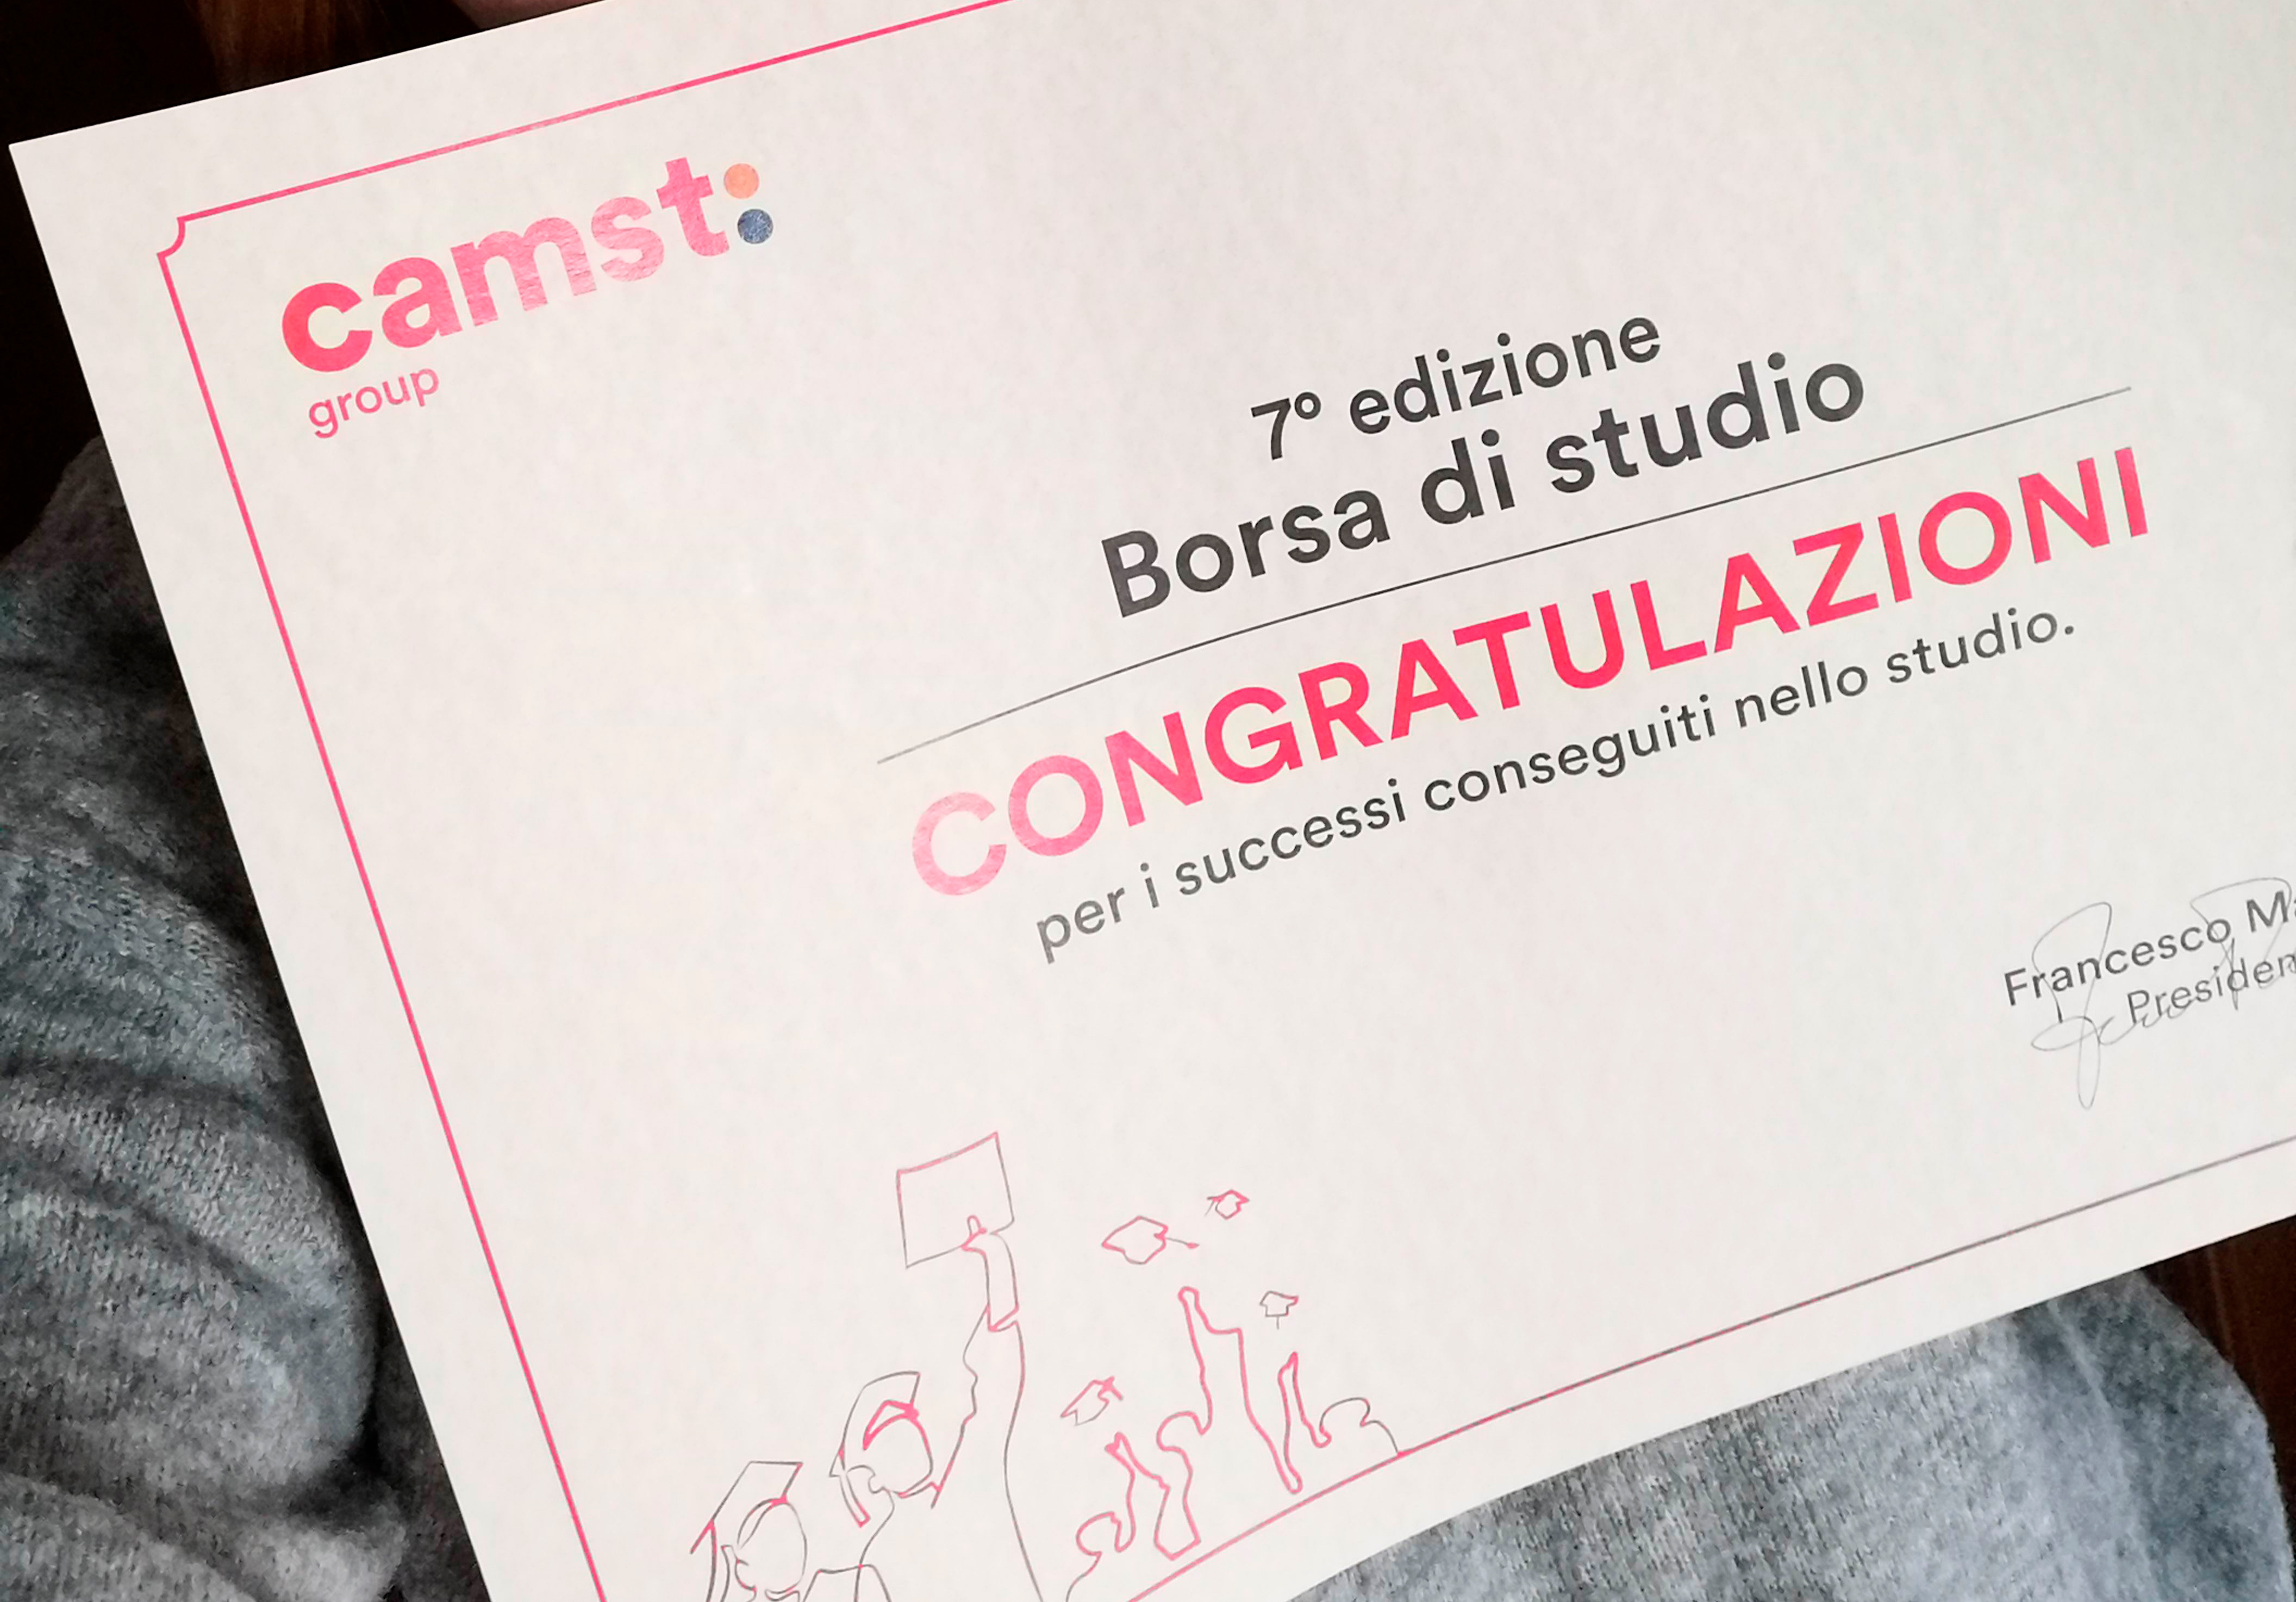 camst:
group
7° edizione
Borsa di studio
CONGRATULAZIONI
per i successi conseguiti nello studio.
Francesco